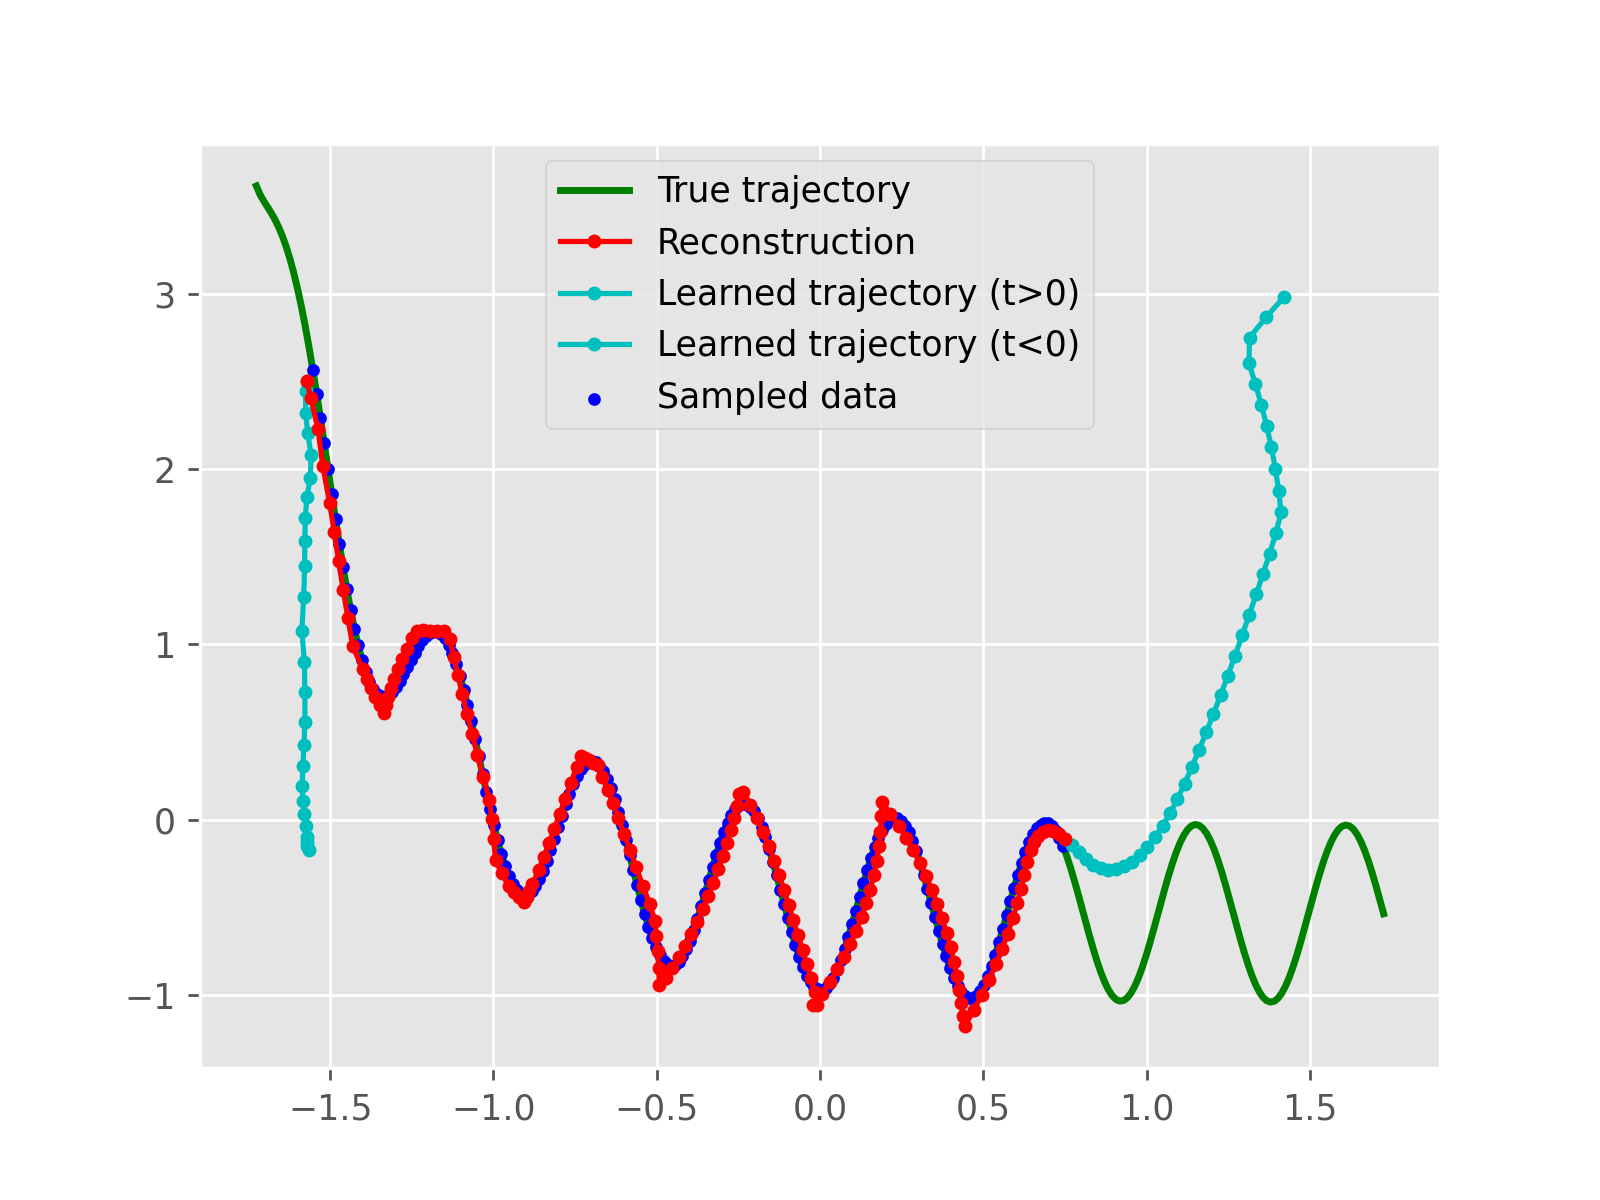 True trajectory
Reconstruction
Learned trajectory (t>0)
Learned trajectory (t<0)
Sampled data
3
2
1
0
−1
−1.5 −1.0 −0.5 0.0 0.5 1.0 1.5